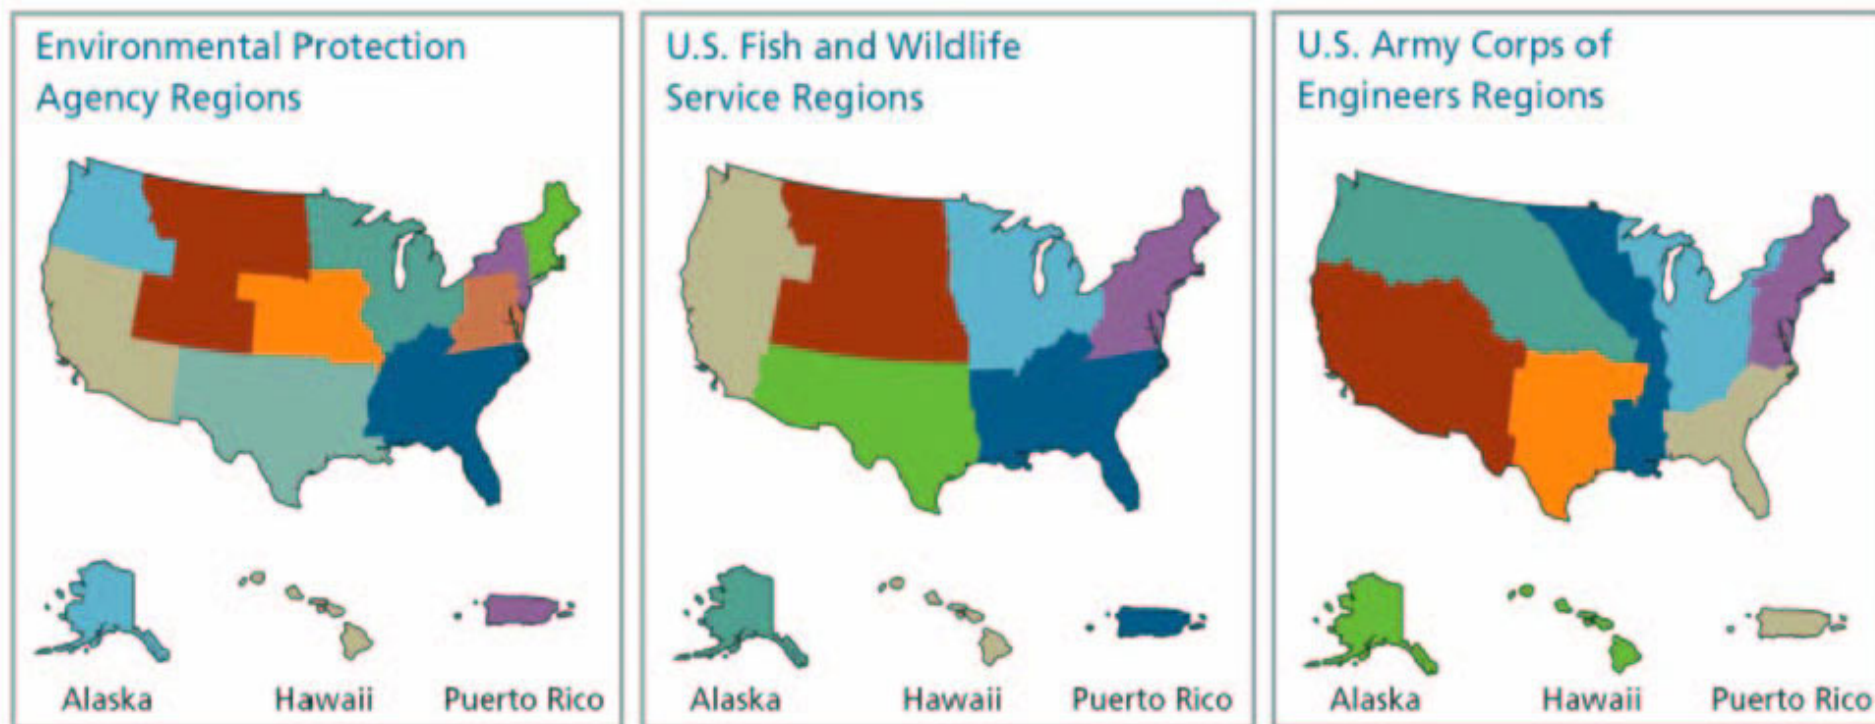 Environmental Protection
Agency Regions
Alaska
Hawaii
Puerto Rico
U.S. Fish and Wildlife
Service Regions
Alaska
Hawaii
Puerto Rico
U.S. Army Corps of
Engineers Regions
Alaska
Hawaii
Puerto Rico